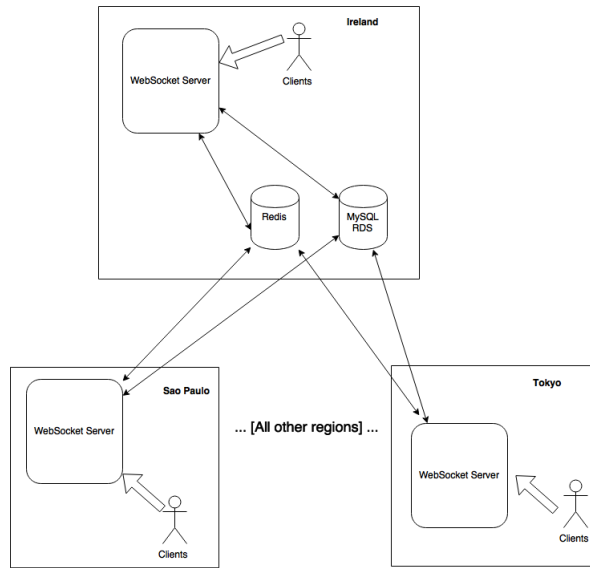 Ireland
WebSocket Server
Clients
Redis
MySQL
RDS
Sao Paulo
WebSocket Server
Clients
... [All other regions] ...
Tokyo
WebSocket Server
Clients